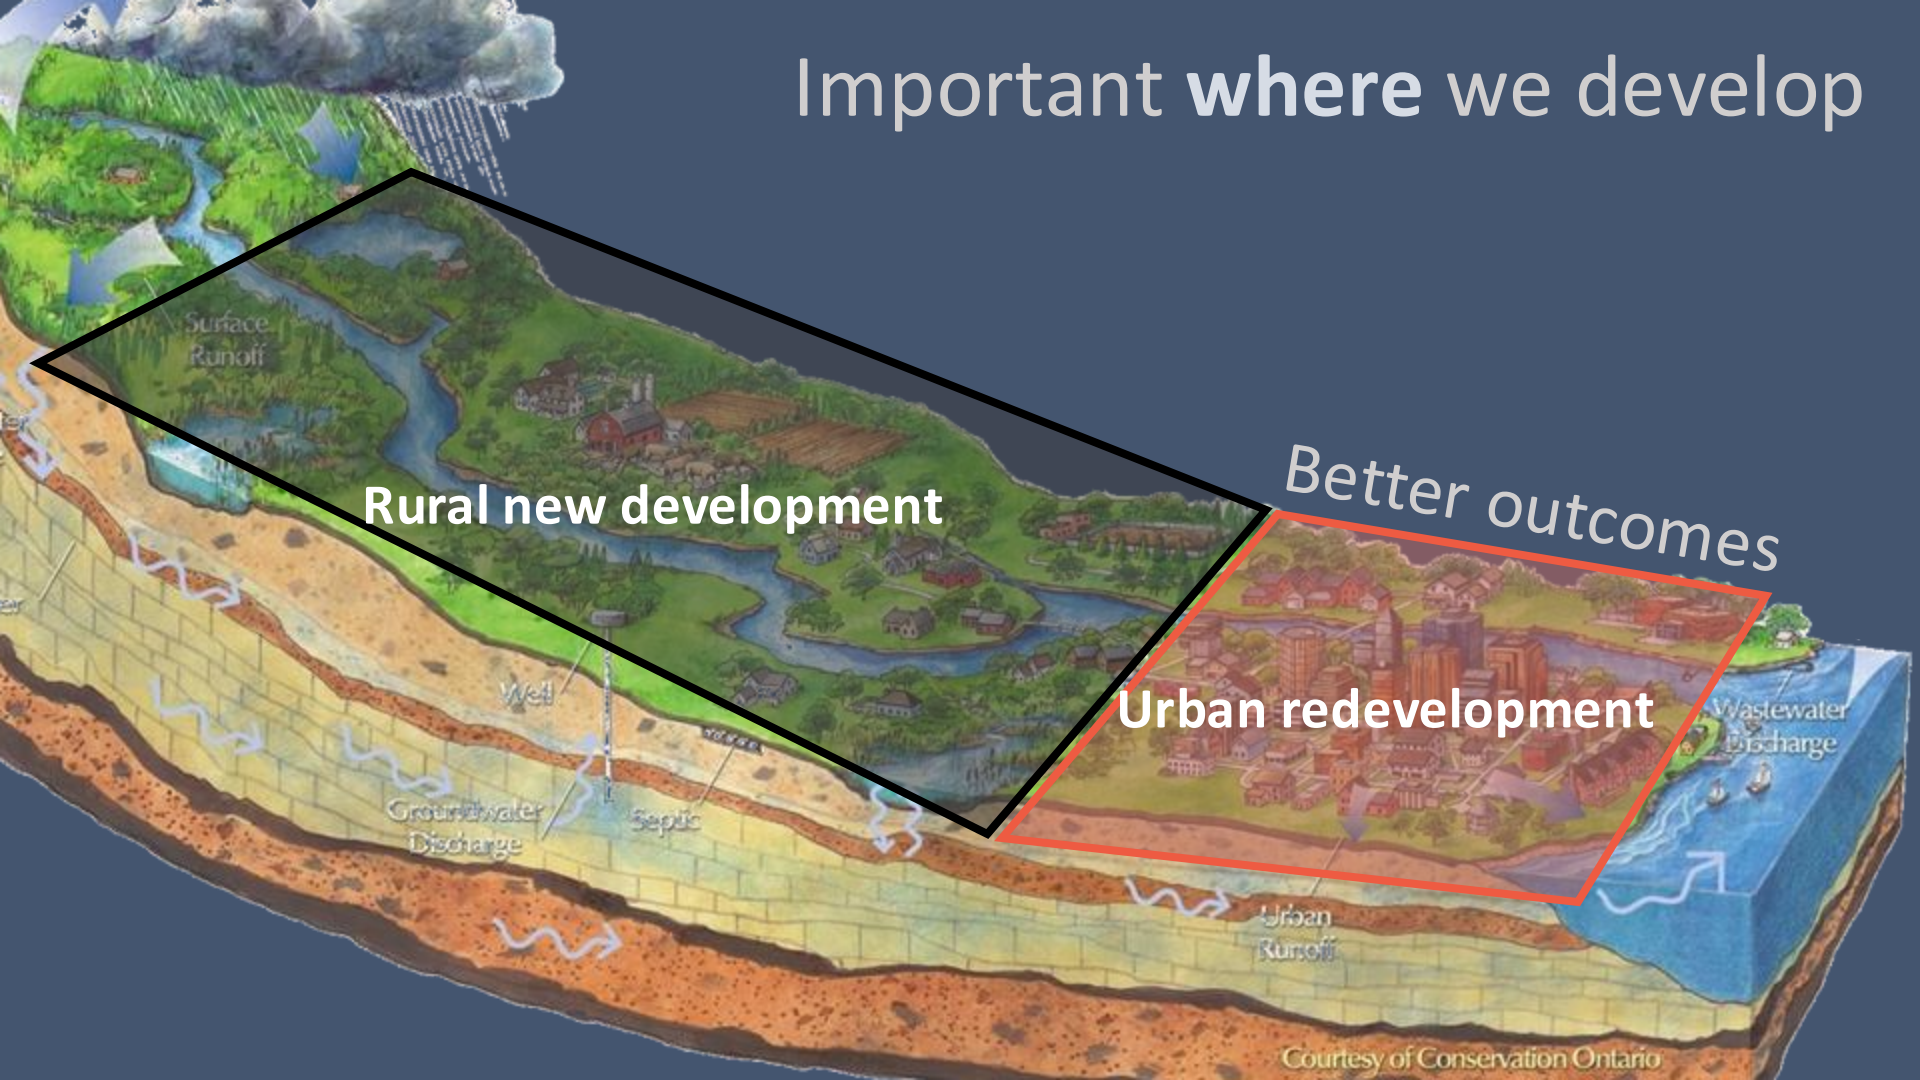 Important where we develop
Surface
Runoff
Better outcomes
Rural new development
Urban redevelopment
Well
Wastewater
Discharge
Groundwater
Discharge
Septic
Urban
Runoff
Courtesy of Conservation Ontario